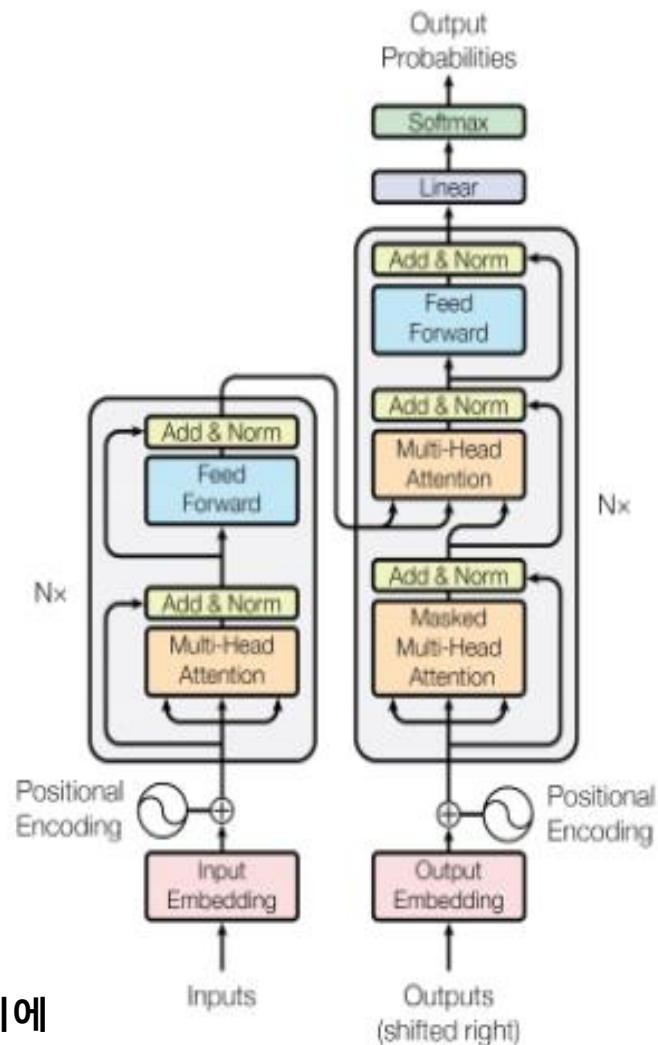 Output
Probabilities
Softmax
Linear
Add & Norm
Feed
Forward
Add & Norm
Multi-Head
Attention
Add & Norm
Masked
Multi-Head
Attention
Nx
Add & Norm
Feed
Forward
Add & Norm
Multi-Head
Attention
Nx
Positional
Encoding
Positional
Encoding
Input
Embedding
Output
Embedding
Inputs
Outputs
(shifted right)